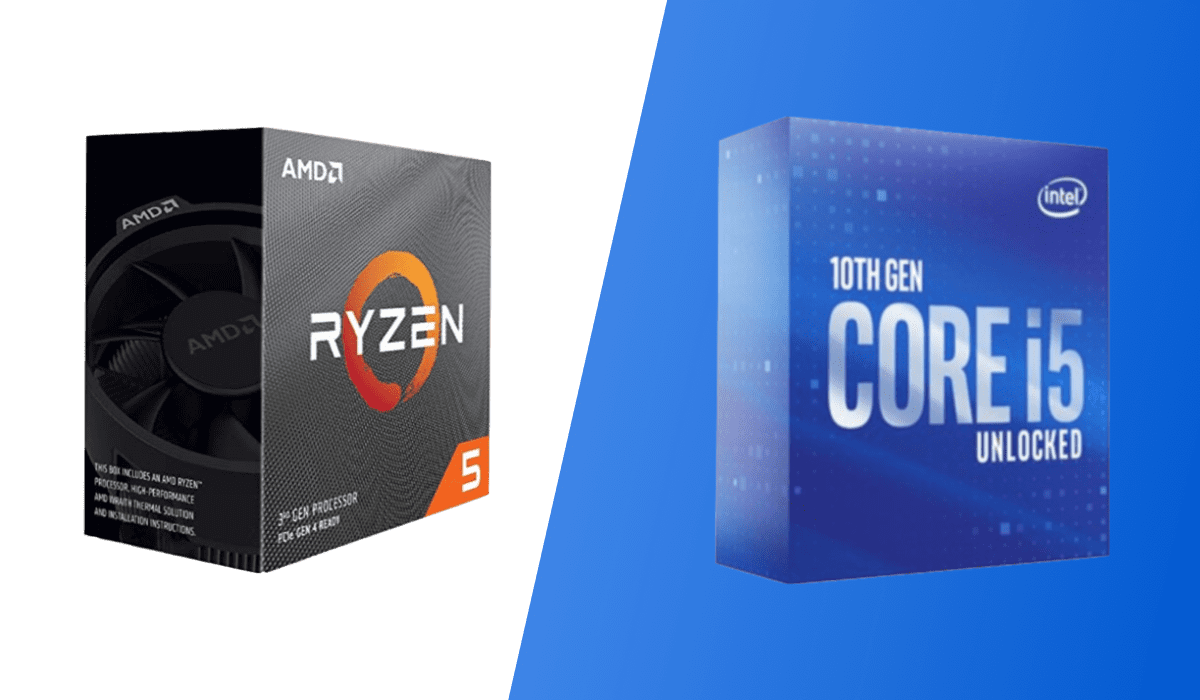 AMD
AMD
AMD
RYZEN
5
THIS BOX INCLUDES AN AMD RYZEN™
PROCESSOR, HIGH-PERFORMANCE
AMD WRAITH THERMAL SOLUTION
AND INSTALLATION INSTRUCTIONS.
3RD GEN PROCESSOR
PCIe GEN 4 READY
intel
10TH GEN
CORE i5
UNLOCKED